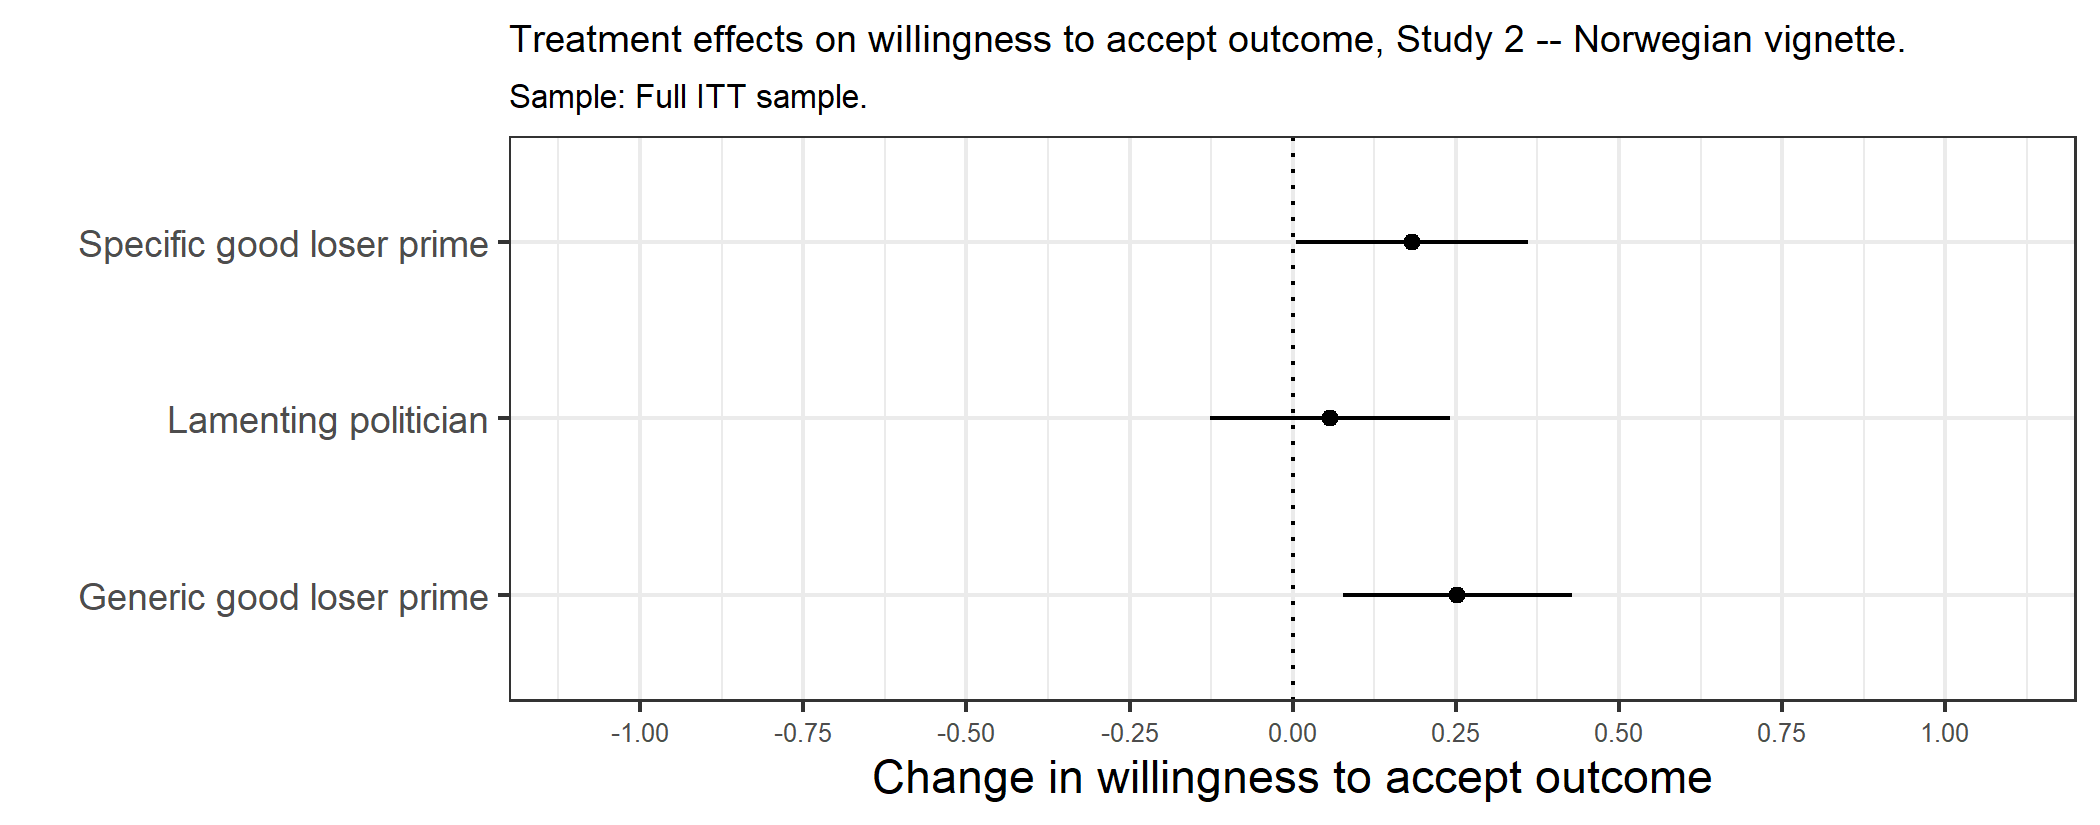 Treatment effects on willingness to accept outcome, Study 2 -- Norwegian vignette.
Sample: Full ITT sample.
Specific good loser prime
Lamenting politician
Generic good loser prime
-1.00 -0.75 -0.50 -0.25 0.00 0.25 0.50 0.75 1.00
Change in willingness to accept outcome